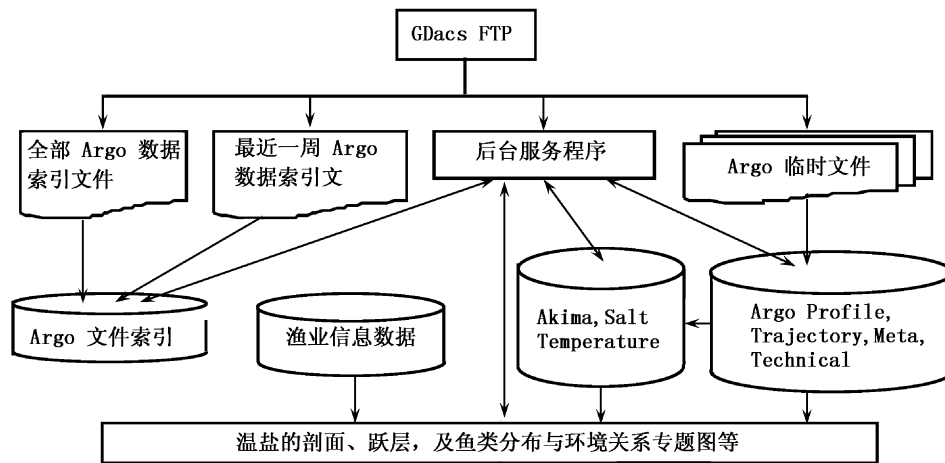 GDacs FTP
全部 Argo 数据
索引文件
最近一周 Argo
数据索引文
后台服务程序
Argo 临时文件
Argo 文件索引
渔业信息数据
Akima,Salt
Temperature
Argo Profile,
Trajectory,Meta,
Technical
温盐的剖面、跃层，及鱼类分布与环境关系专题图等